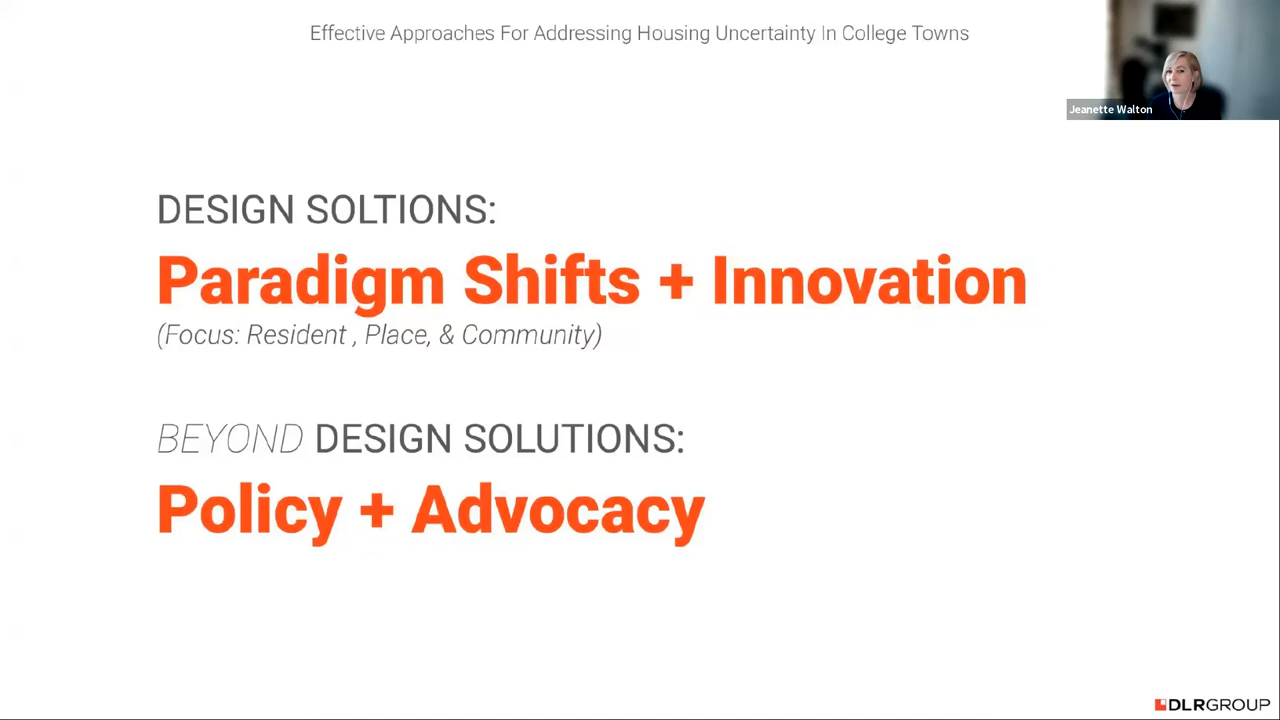 Effective Approaches For Addressing Housing Uncertainty In College Towns
Jeanette Walton
DESIGN SOLTIONS:
Paradigm Shifts + Innovation
(Focus: Resident , Place, & Community)
BEYOND DESIGN SOLUTIONS:
Policy + Advocacy
DLRGROUP